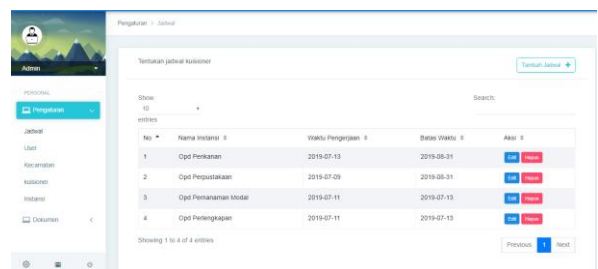 Pengaturan > Jadwal
Admin
PERSONAL
Pengaturan
Jadwal
User
Kecamatan
kuisioner
Instansi
Dokumen
Tentukan jadwal kuisioner
Tambah Jadwal +
Show
10
entries
Search:
No Nama Instansi Waktu Pengerjaan Batas Waktu Aksi
1 Opd Perikanan 2019-07-13 2019-08-31 Edit Hapus
2 Opd Perpustakaan 2019-07-09 2019-08-31 Edit Hapus
3 Opd Pemanaman Modal 2019-07-11 2019-07-13 Edit Hapus
4 Opd Perlengkapan 2019-07-11 2019-07-13 Edit Hapus
Showing 1 to 4 of 4 entries
Previous 1 Next